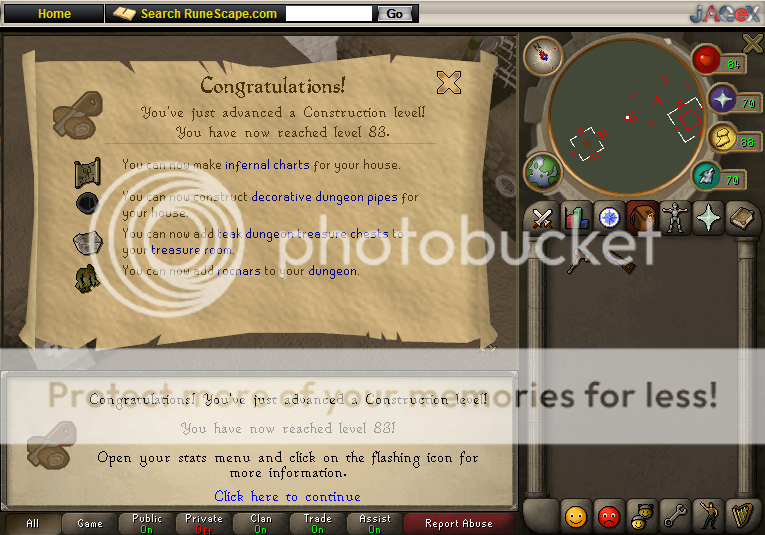 Home
Search RuneScape.com
Go
JAGEX
Congratulations!
You've just advanced a Construction level!
You have now reached level 83.
You can now make infernal charts for your house.
You can now construct decorative dungeon pipes for
your house.
You can now add teak dungeon treasure chests to
your treasure room.
You can now add rocnars to your dungeon.
84
70
88
70
photobucket
Protect more of your memories for less!
Congratulations! You've just advanced a Construction level!
You have now reached level 83!
Open your stats menu and click on the flashing icon for
more information.
Click here to continue
All
Game
Public
On
Private
Clan
On
Trade
On
Assist
On
Report Abuse